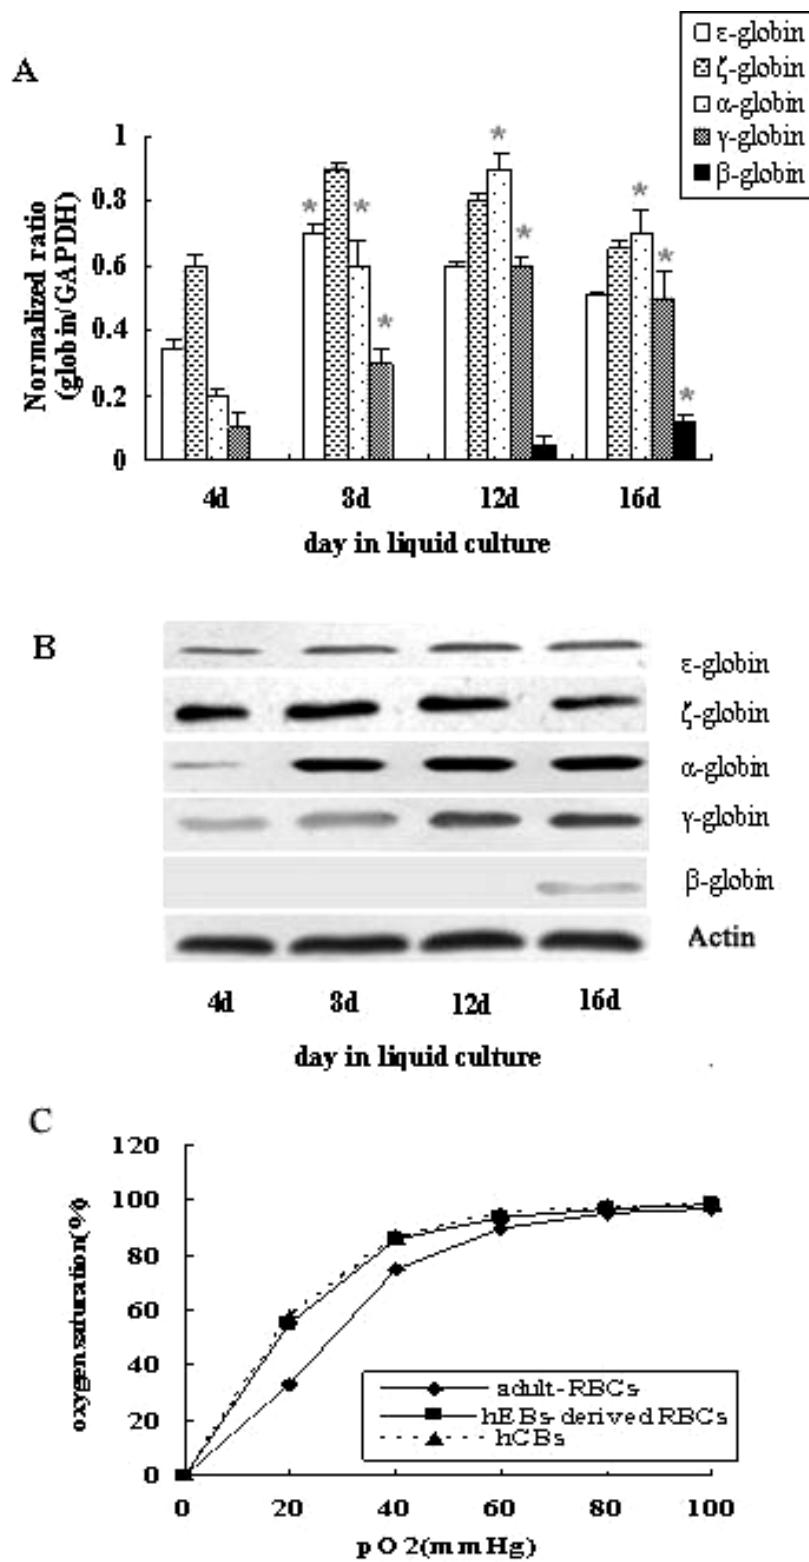 ε-globin
ζ-globin
α-globin
γ-globin
β-globin
A
Normalized ratio
(globin/GAPDH)
1
0.8
0.6
0.4
0.2
0
* * * * * * * *
4d 8d 12d 16d
day in liquid culture
B
ε-globin
ζ-globin
α-globin
γ-globin
β-globin
Actin
4d 8d 12d 16d
day in liquid culture
C
oxygen saturation(%)
120
100
80
60
40
20
0
adult-RBCs
hEBs-derived RBCs
hCBs
0 20 40 60 80 100
pO2(mmHg)